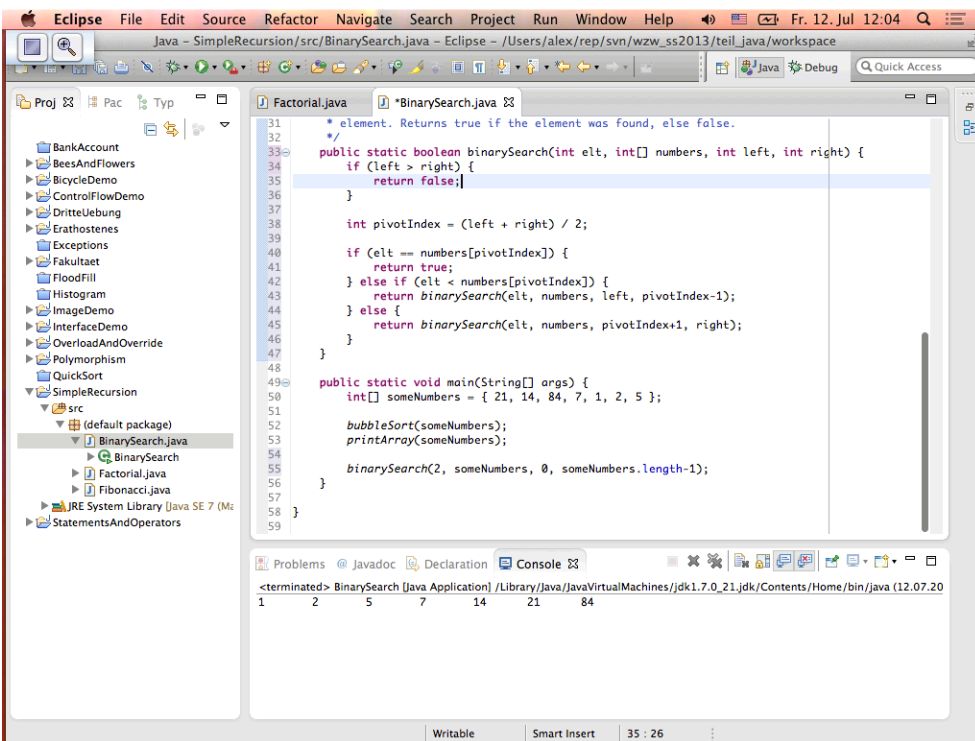 Eclipse File Edit Source Refactor Navigate Search Project Run Window Help Fr. 12. Jul 12:04
Java – SimpleRecursion/src/BinarySearch.java – Eclipse – /Users/alex/rep/svn/wzw_ss2013/teil_java/workspace
Java Debug Quick Access
Proj Pac Typ
BankAccount
BeesAndFlowers
BicycleDemo
ControlFlowDemo
DritteUebung
Erathostenes
Exceptions
Fakultaet
FloodFill
Histogram
ImageDemo
InterfaceDemo
OverloadAndOverride
Polymorphism
QuickSort
SimpleRecursion
src
(default package)
BinarySearch.java
BinarySearch
Factorial.java
Fibonacci.java
JRE System Library [Java SE 7 (Ma
StatementsAndOperators
Factorial.java *BinarySearch.java
31 * element. Returns true if the element was found, else false.
32 */
33 public static boolean binarySearch(int elt, int[] numbers, int left, int right) {
34 if (left > right) {
35 return false;
36 }
37
38 int pivotIndex = (left + right) / 2;
39
40 if (elt == numbers[pivotIndex]) {
41 return true;
42 } else if (elt < numbers[pivotIndex]) {
43 return binarySearch(elt, numbers, left, pivotIndex-1);
44 } else {
45 return binarySearch(elt, numbers, pivotIndex+1, right);
46 }
47 }
48
49 public static void main(String[] args) {
50 int[] someNumbers = { 21, 14, 84, 7, 1, 2, 5 };
51
52 bubbleSort(someNumbers);
53 printArray(someNumbers);
54
55 binarySearch(2, someNumbers, 0, someNumbers.length-1);
56 }
57
58 }
59
Problems @ Javadoc Declaration Console
<terminated> BinarySearch [Java Application] /Library/Java/JavaVirtualMachines/jdk1.7.0_21.jdk/Contents/Home/bin/java (12.07.20
1 2 5 7 14 21 84
Writable Smart Insert 35 : 26